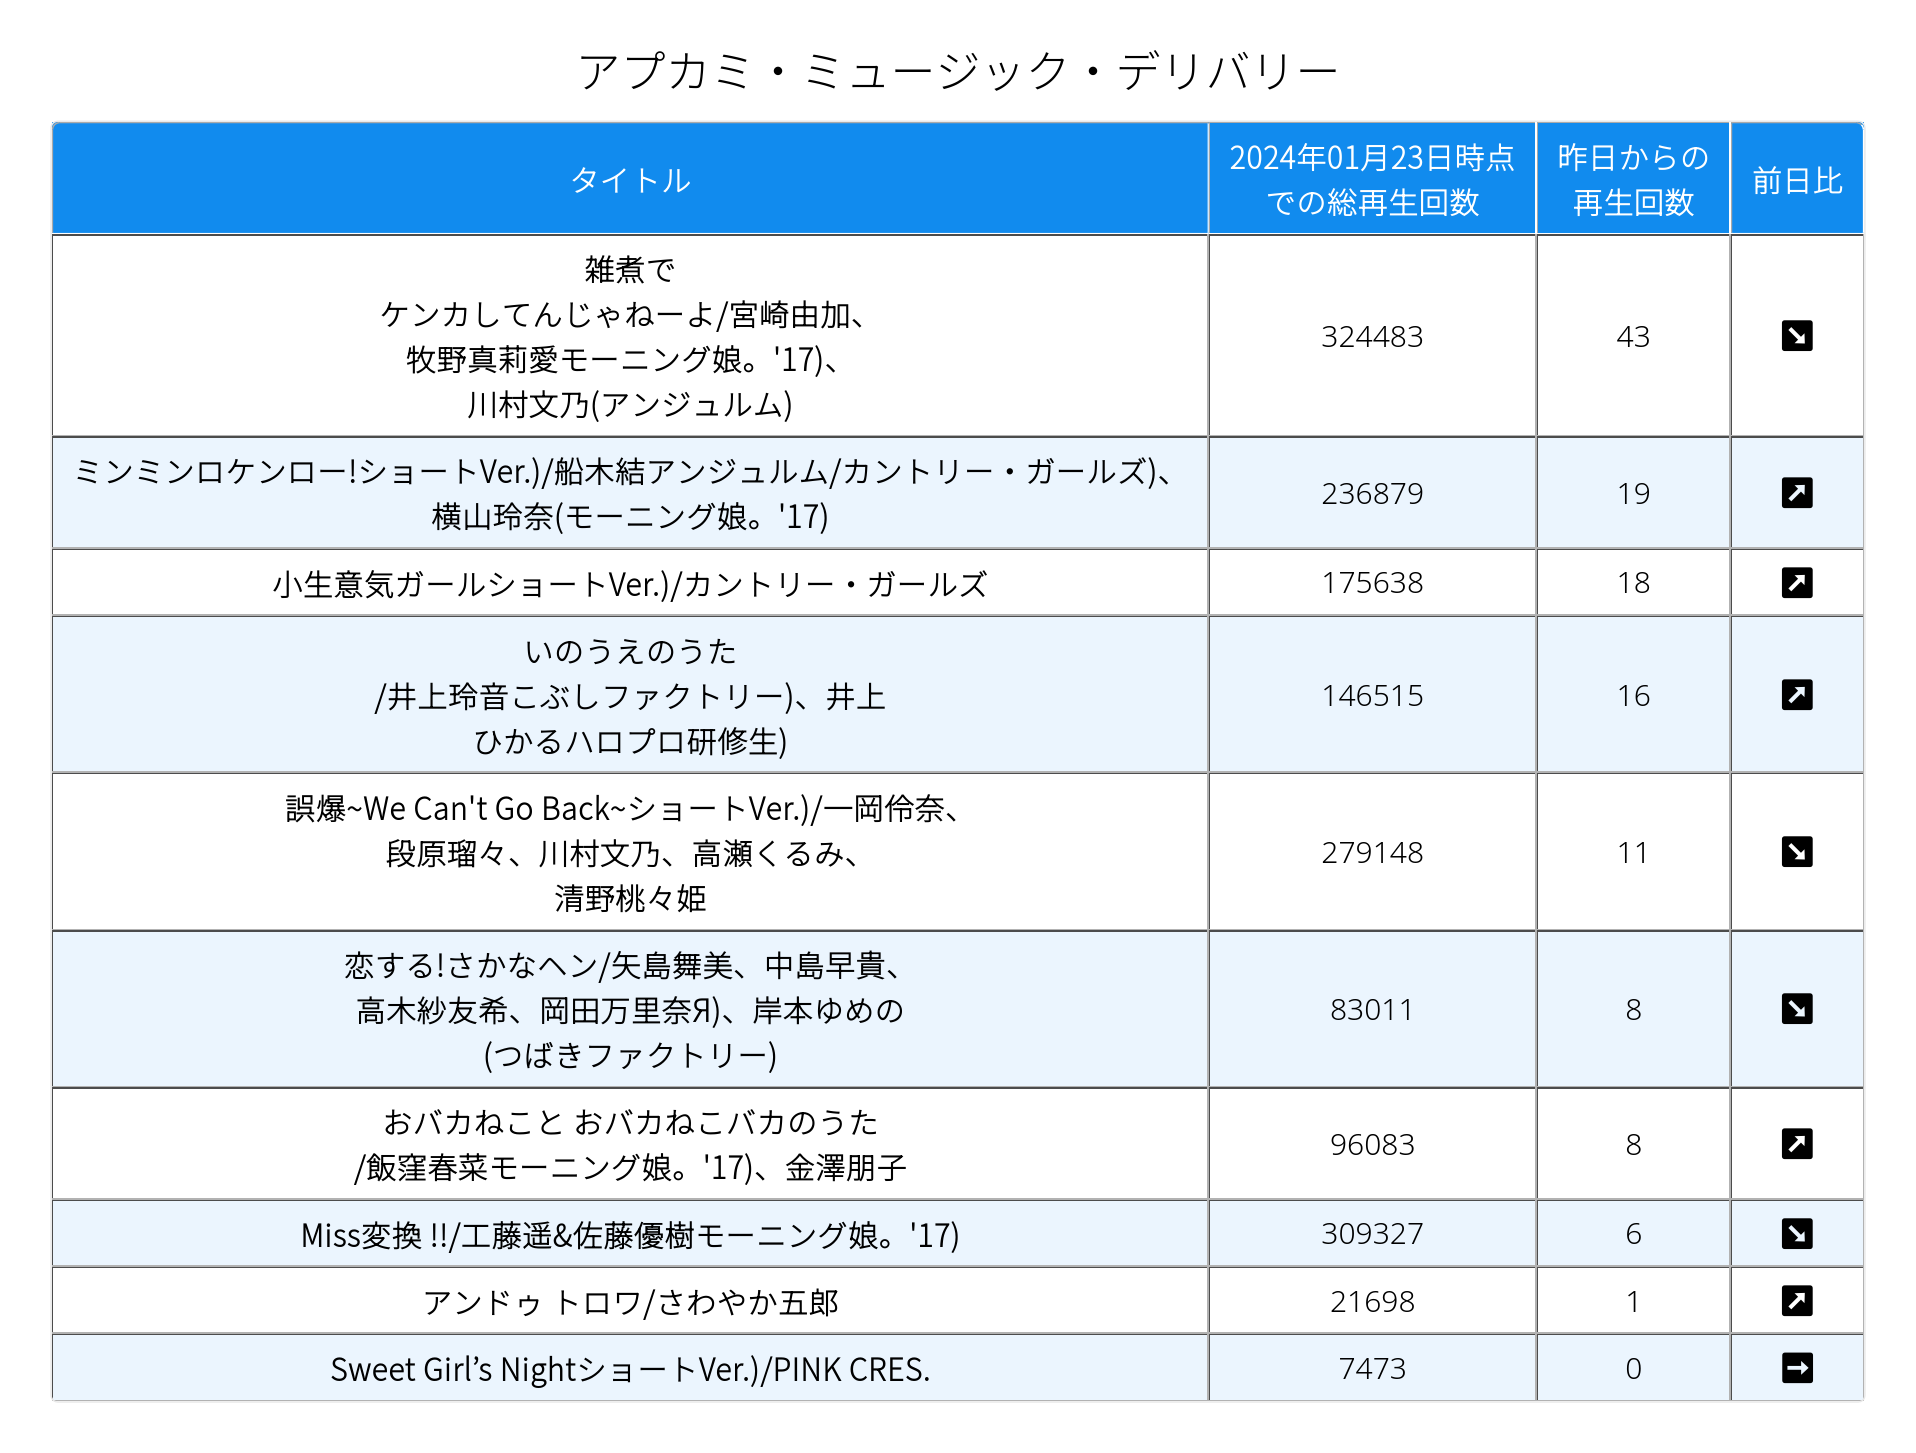 アプカミ・ミュージック・デリバリー
タイトル
2024年01月23日時点
での総再生回数
昨日からの
再生回数
前日比
雑煮で
ケンカしてんじゃねーよ/宮崎由加、
牧野真莉愛モーニング娘。'17)、
川村文乃(アンジュルム)
324483
43
ミンミンロケンロー!ショートVer.)/船木結アンジュルム/カントリー・ガールズ)、
横山玲奈(モーニング娘。'17)
236879
19
小生意気ガールショートVer.)/カントリー・ガールズ
175638
18
いのうえのうた
/井上玲音こぶしファクトリー)、井上
ひかるハロプロ研修生)
146515
16
誤爆~We Can't Go Back~ショートVer.)/一岡伶奈、
段原瑠々、川村文乃、高瀬くるみ、
清野桃々姫
279148
11
恋する!さかなヘン/矢島舞美、中島早貴、
高木紗友希、岡田万里奈Я)、岸本ゆめの
(つばきファクトリー)
83011
8
おバカねこと おバカねこバカのうた
/飯窪春菜モーニング娘。'17)、金澤朋子
96083
8
Miss変換 !!/工藤遥&佐藤優樹モーニング娘。'17)
309327
6
アンドゥ トロワ/さわやか五郎
21698
1
Sweet Girl’s NightショートVer.)/PINK CRES.
7473
0